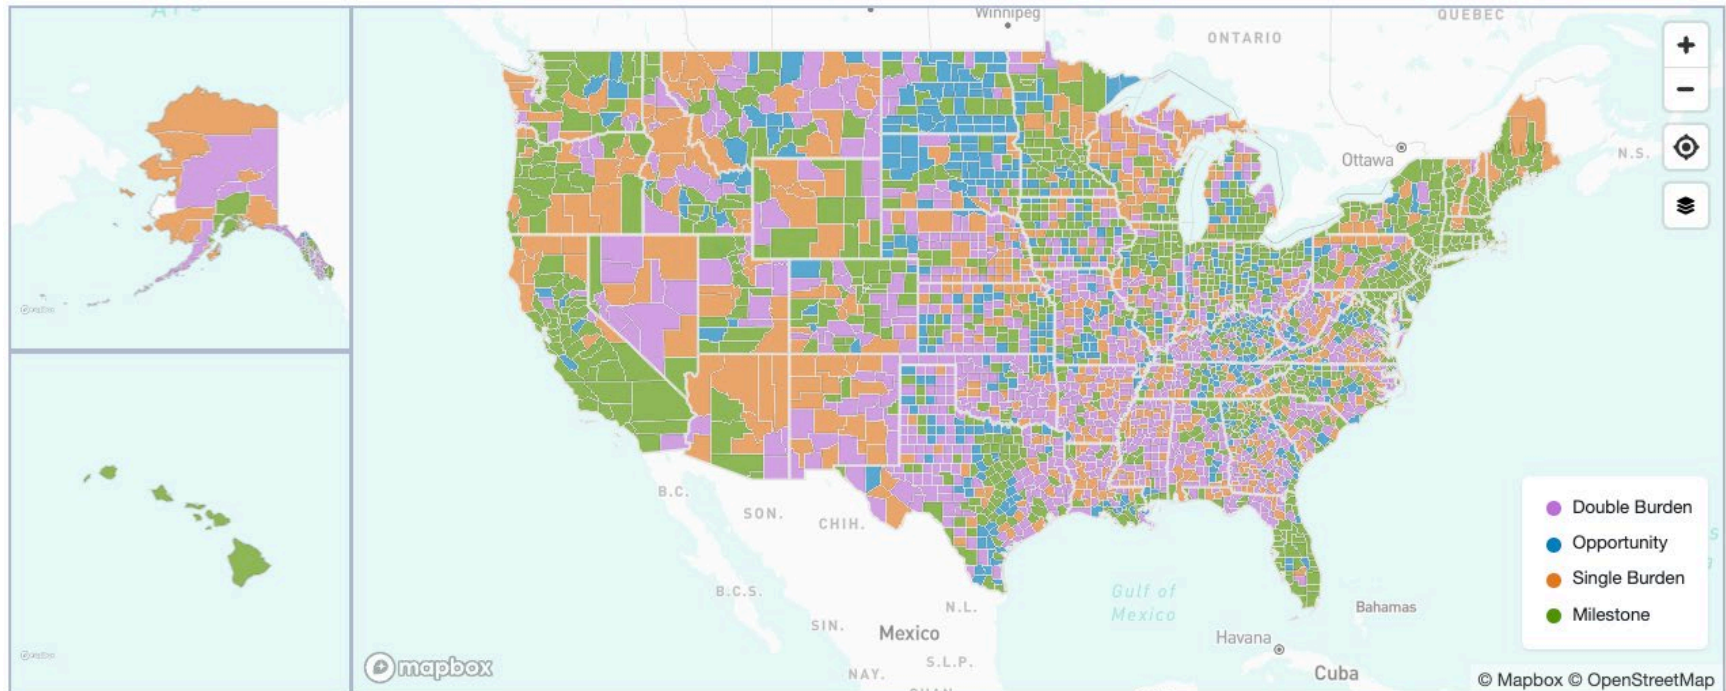 Winnipeg
QUEBEC
ONTARIO
Ottawa
N.S.
MAINE
B.C.
SON.
CHIH.
B.C.S.
N.L.
SIN.
Mexico
NAY.
S.L.P.
Gulf of
Mexico
Bahamas
Havana
Cuba
Double Burden
Opportunity
Single Burden
Milestone
mapbox
© Mapbox © OpenStreetMap